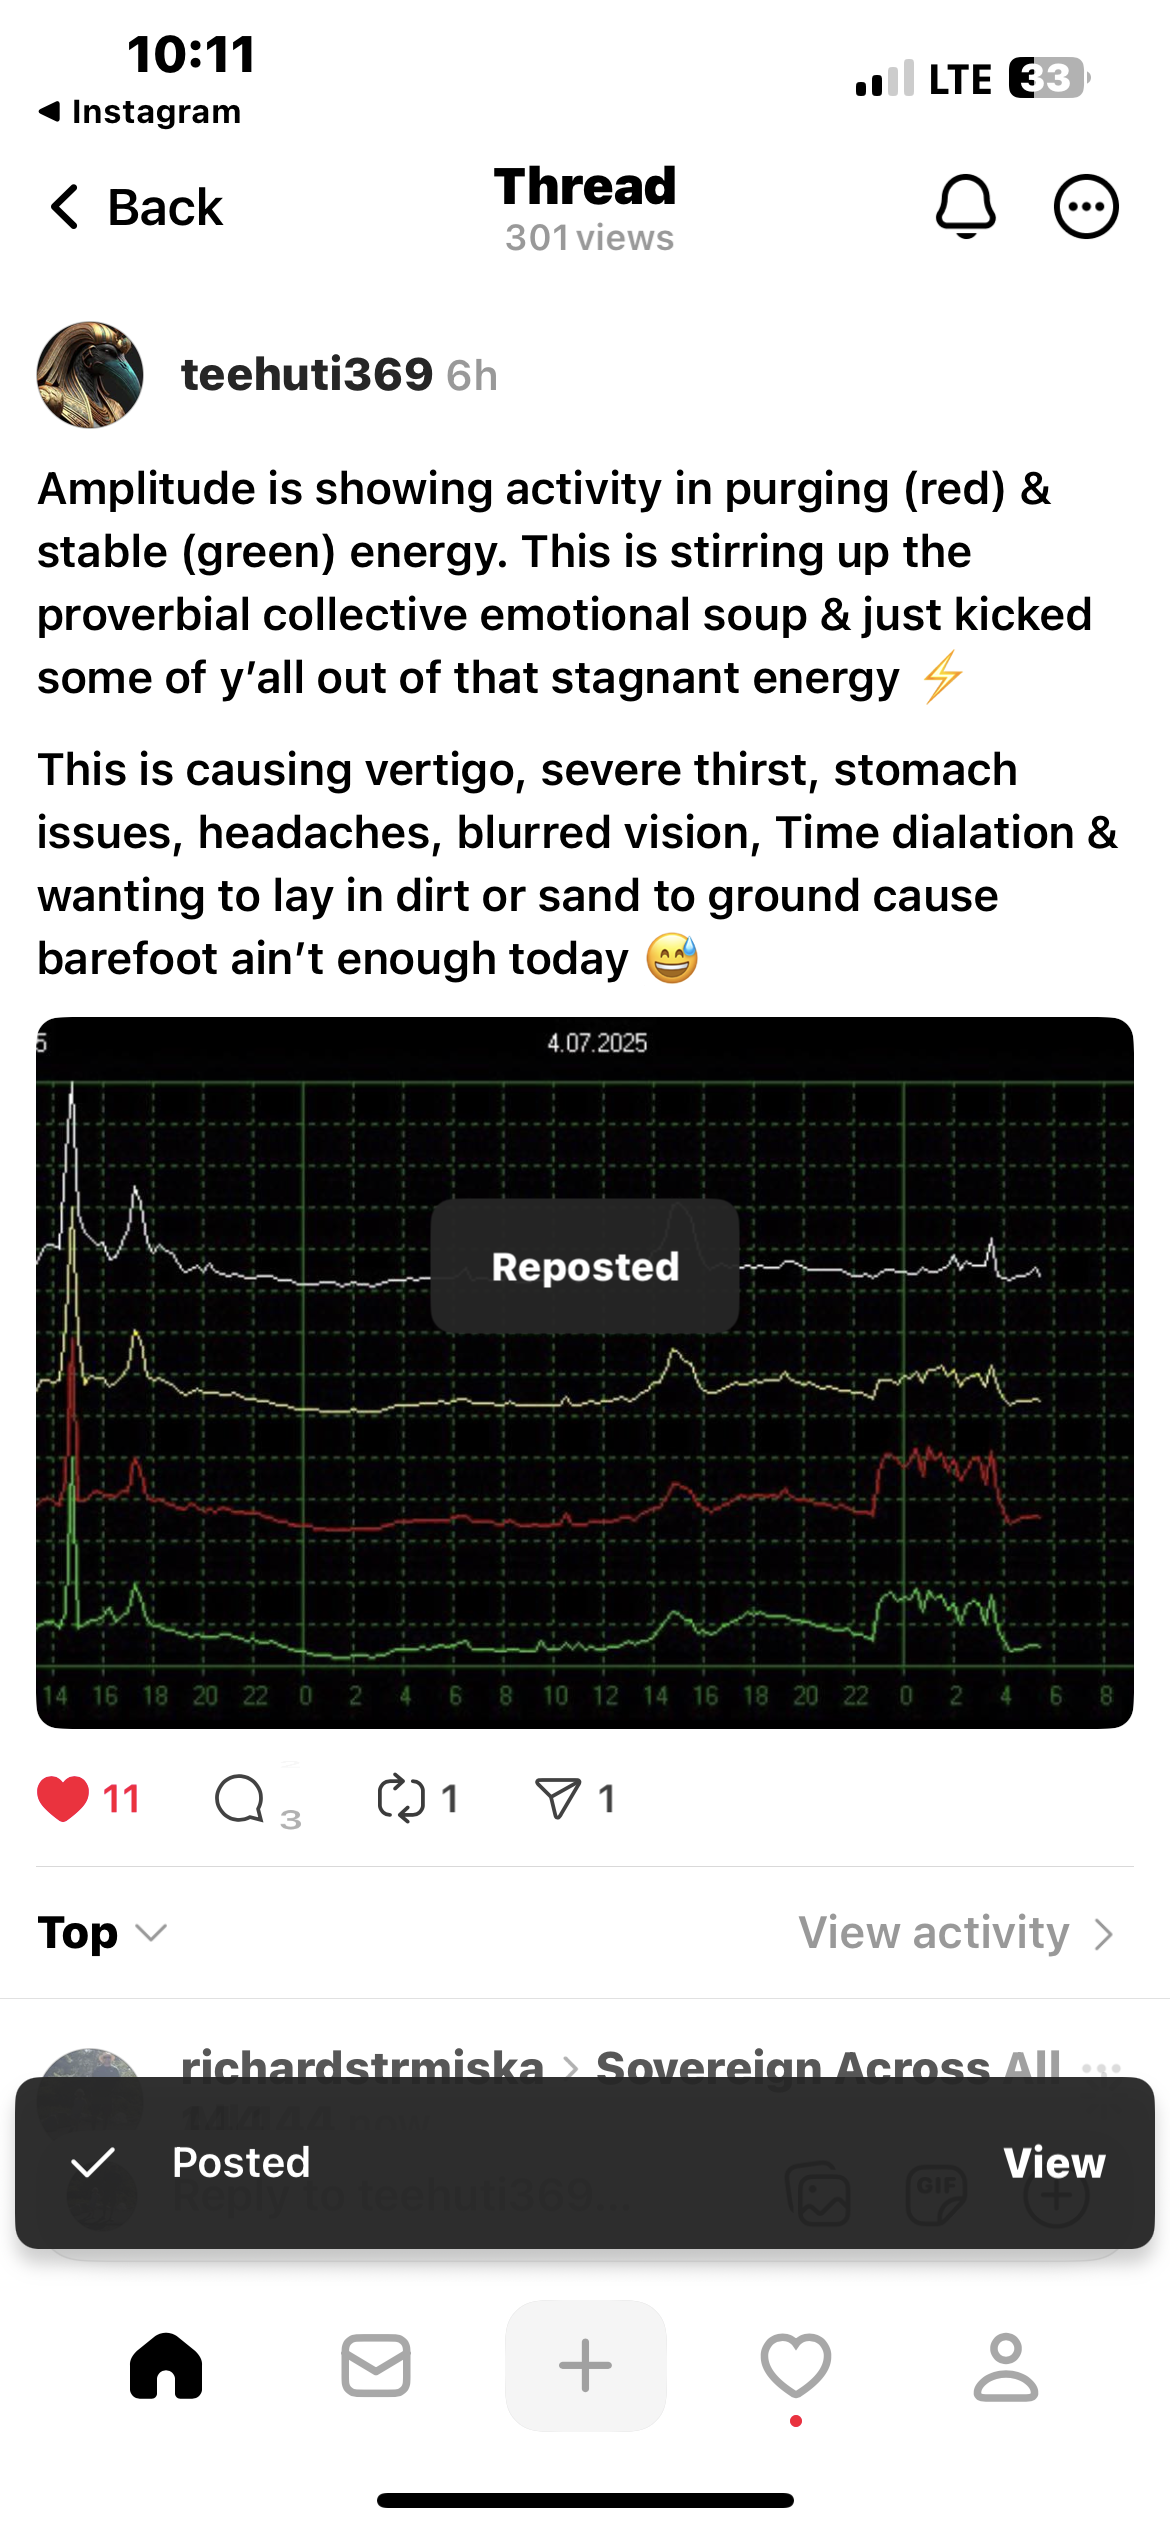 10:11
LTE 33
◀ Instagram
Back
Thread
301 views
teehuti369 6h
Amplitude is showing activity in purging (red) &
stable (green) energy. This is stirring up the
proverbial collective emotional soup & just kicked
some of y’all out of that stagnant energy ⚡
This is causing vertigo, severe thirst, stomach
issues, headaches, blurred vision, Time dialation &
wanting to lay in dirt or sand to ground cause
barefoot ain’t enough today 😅
5 4.07.2025
Reposted
14 16 18 20 22 0 2 4 6 8 10 12 14 16 18 20 22 0 2 4 6 8
11 3 1 1
Top View activity
richardstrmiska > Sovereign Across All
now
Posted View
Reply to teehuti369...
GIF